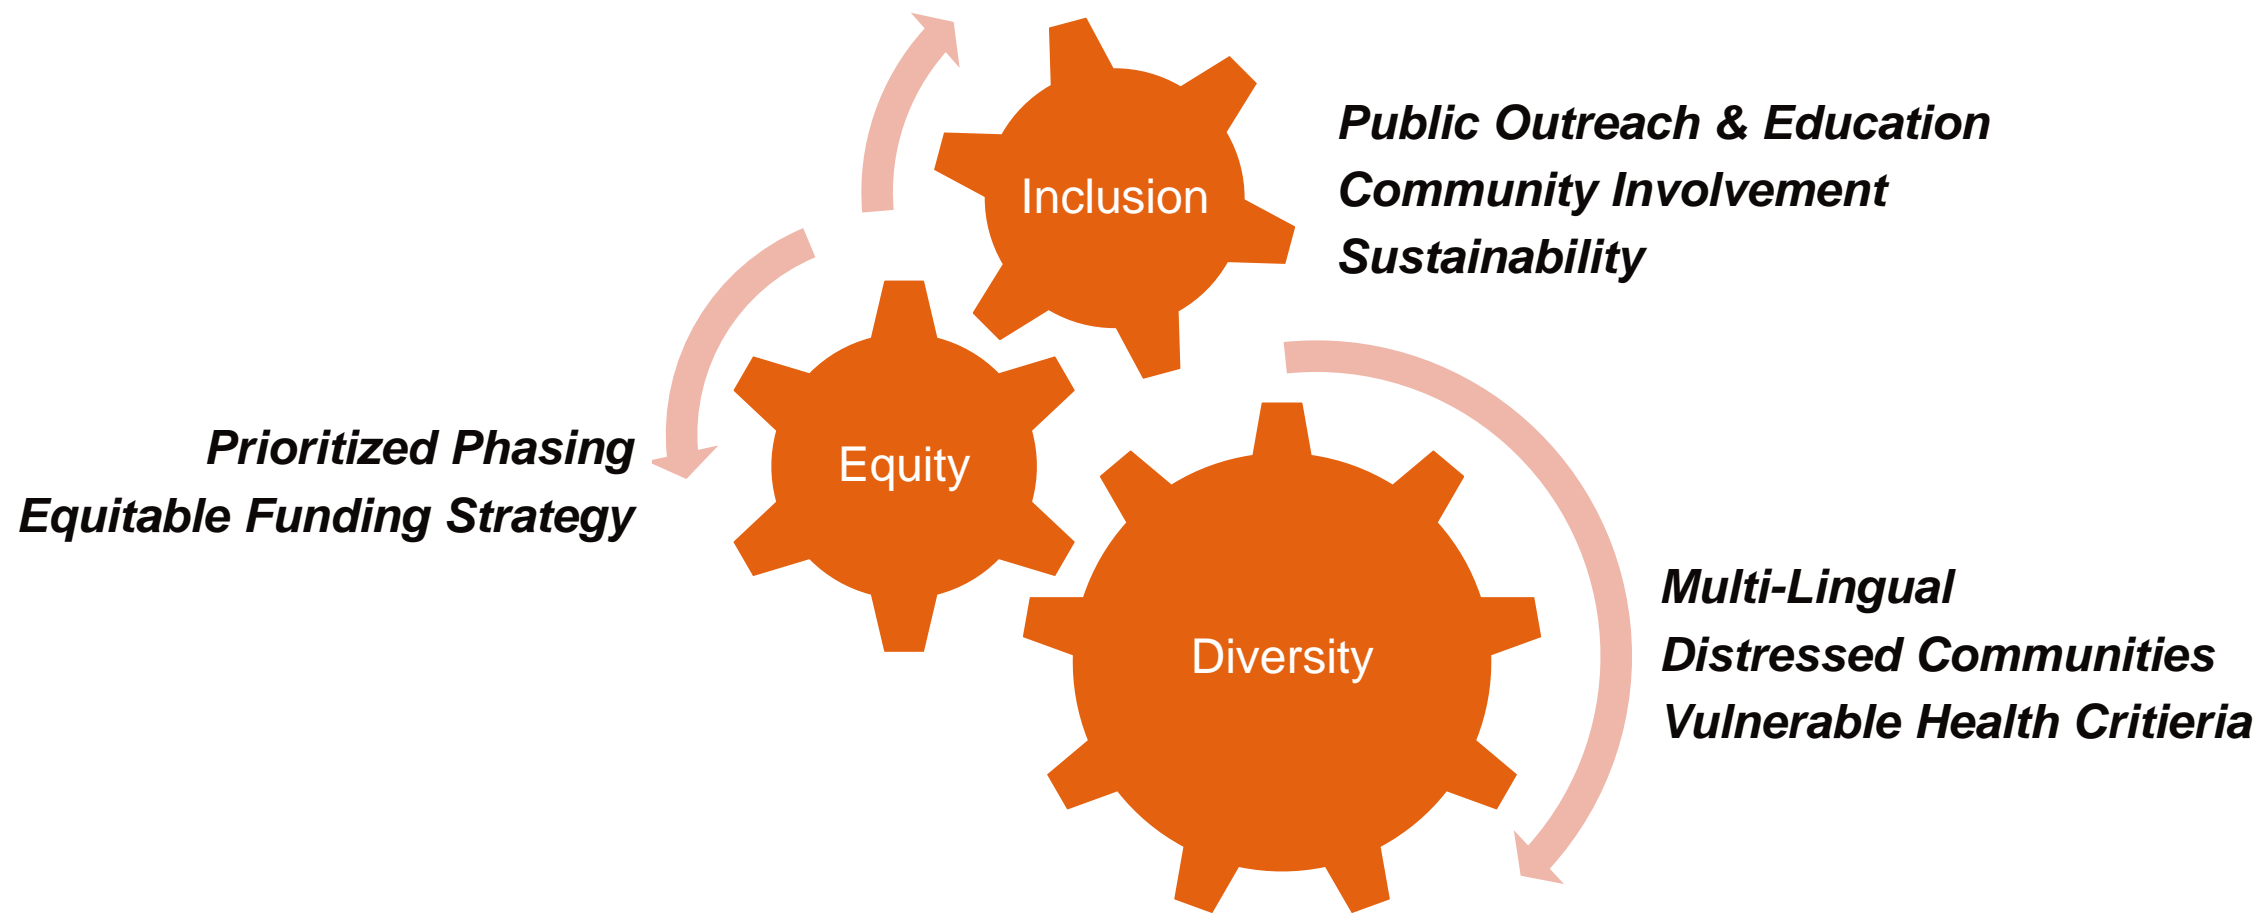 Inclusion
Public Outreach & Education
Community Involvement
Sustainability
Prioritized Phasing
Equitable Funding Strategy
Equity
Diversity
Multi-Lingual
Distressed Communities
Vulnerable Health Critieria